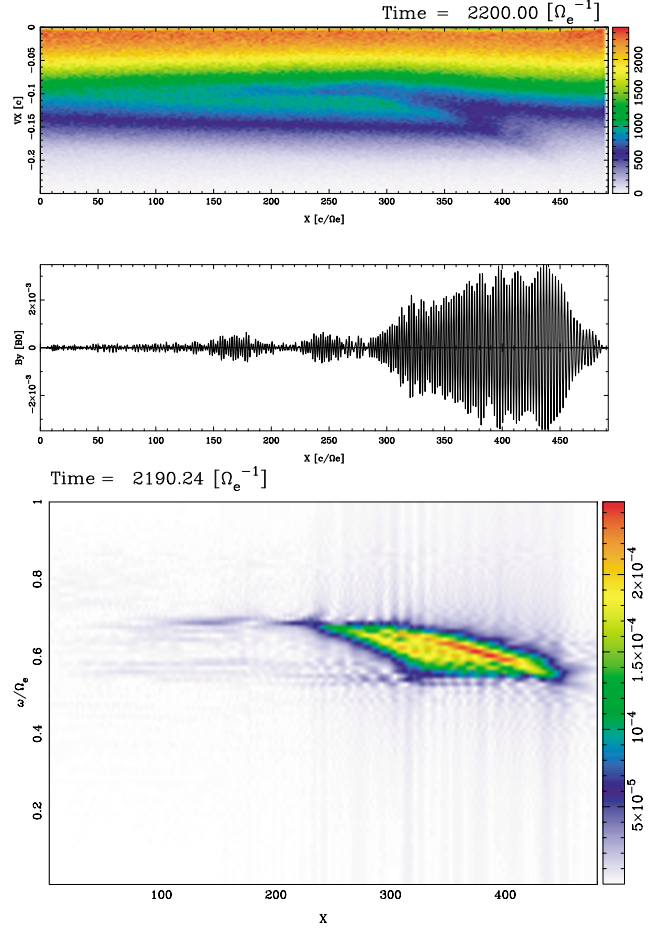 Time = 2200.00 [Ωe⁻¹]
VX [c]
0
−0.05
−0.1
−0.15
−0.2
0 50 100 150 200 250 300 350 400 450
X [c/Ωe]
0 500 1000 1500 2000
By [B0]
2×10⁻³
0
−2×10⁻³
0 50 100 150 200 250 300 350 400 450
X [c/Ωe]
Time = 2190.24 [Ωe⁻¹]
ω/Ωe
1
0.8
0.6
0.4
0.2
100 200 300 400
X
5×10⁻⁵ 10⁻⁴ 1.5×10⁻⁴ 2×10⁻⁴